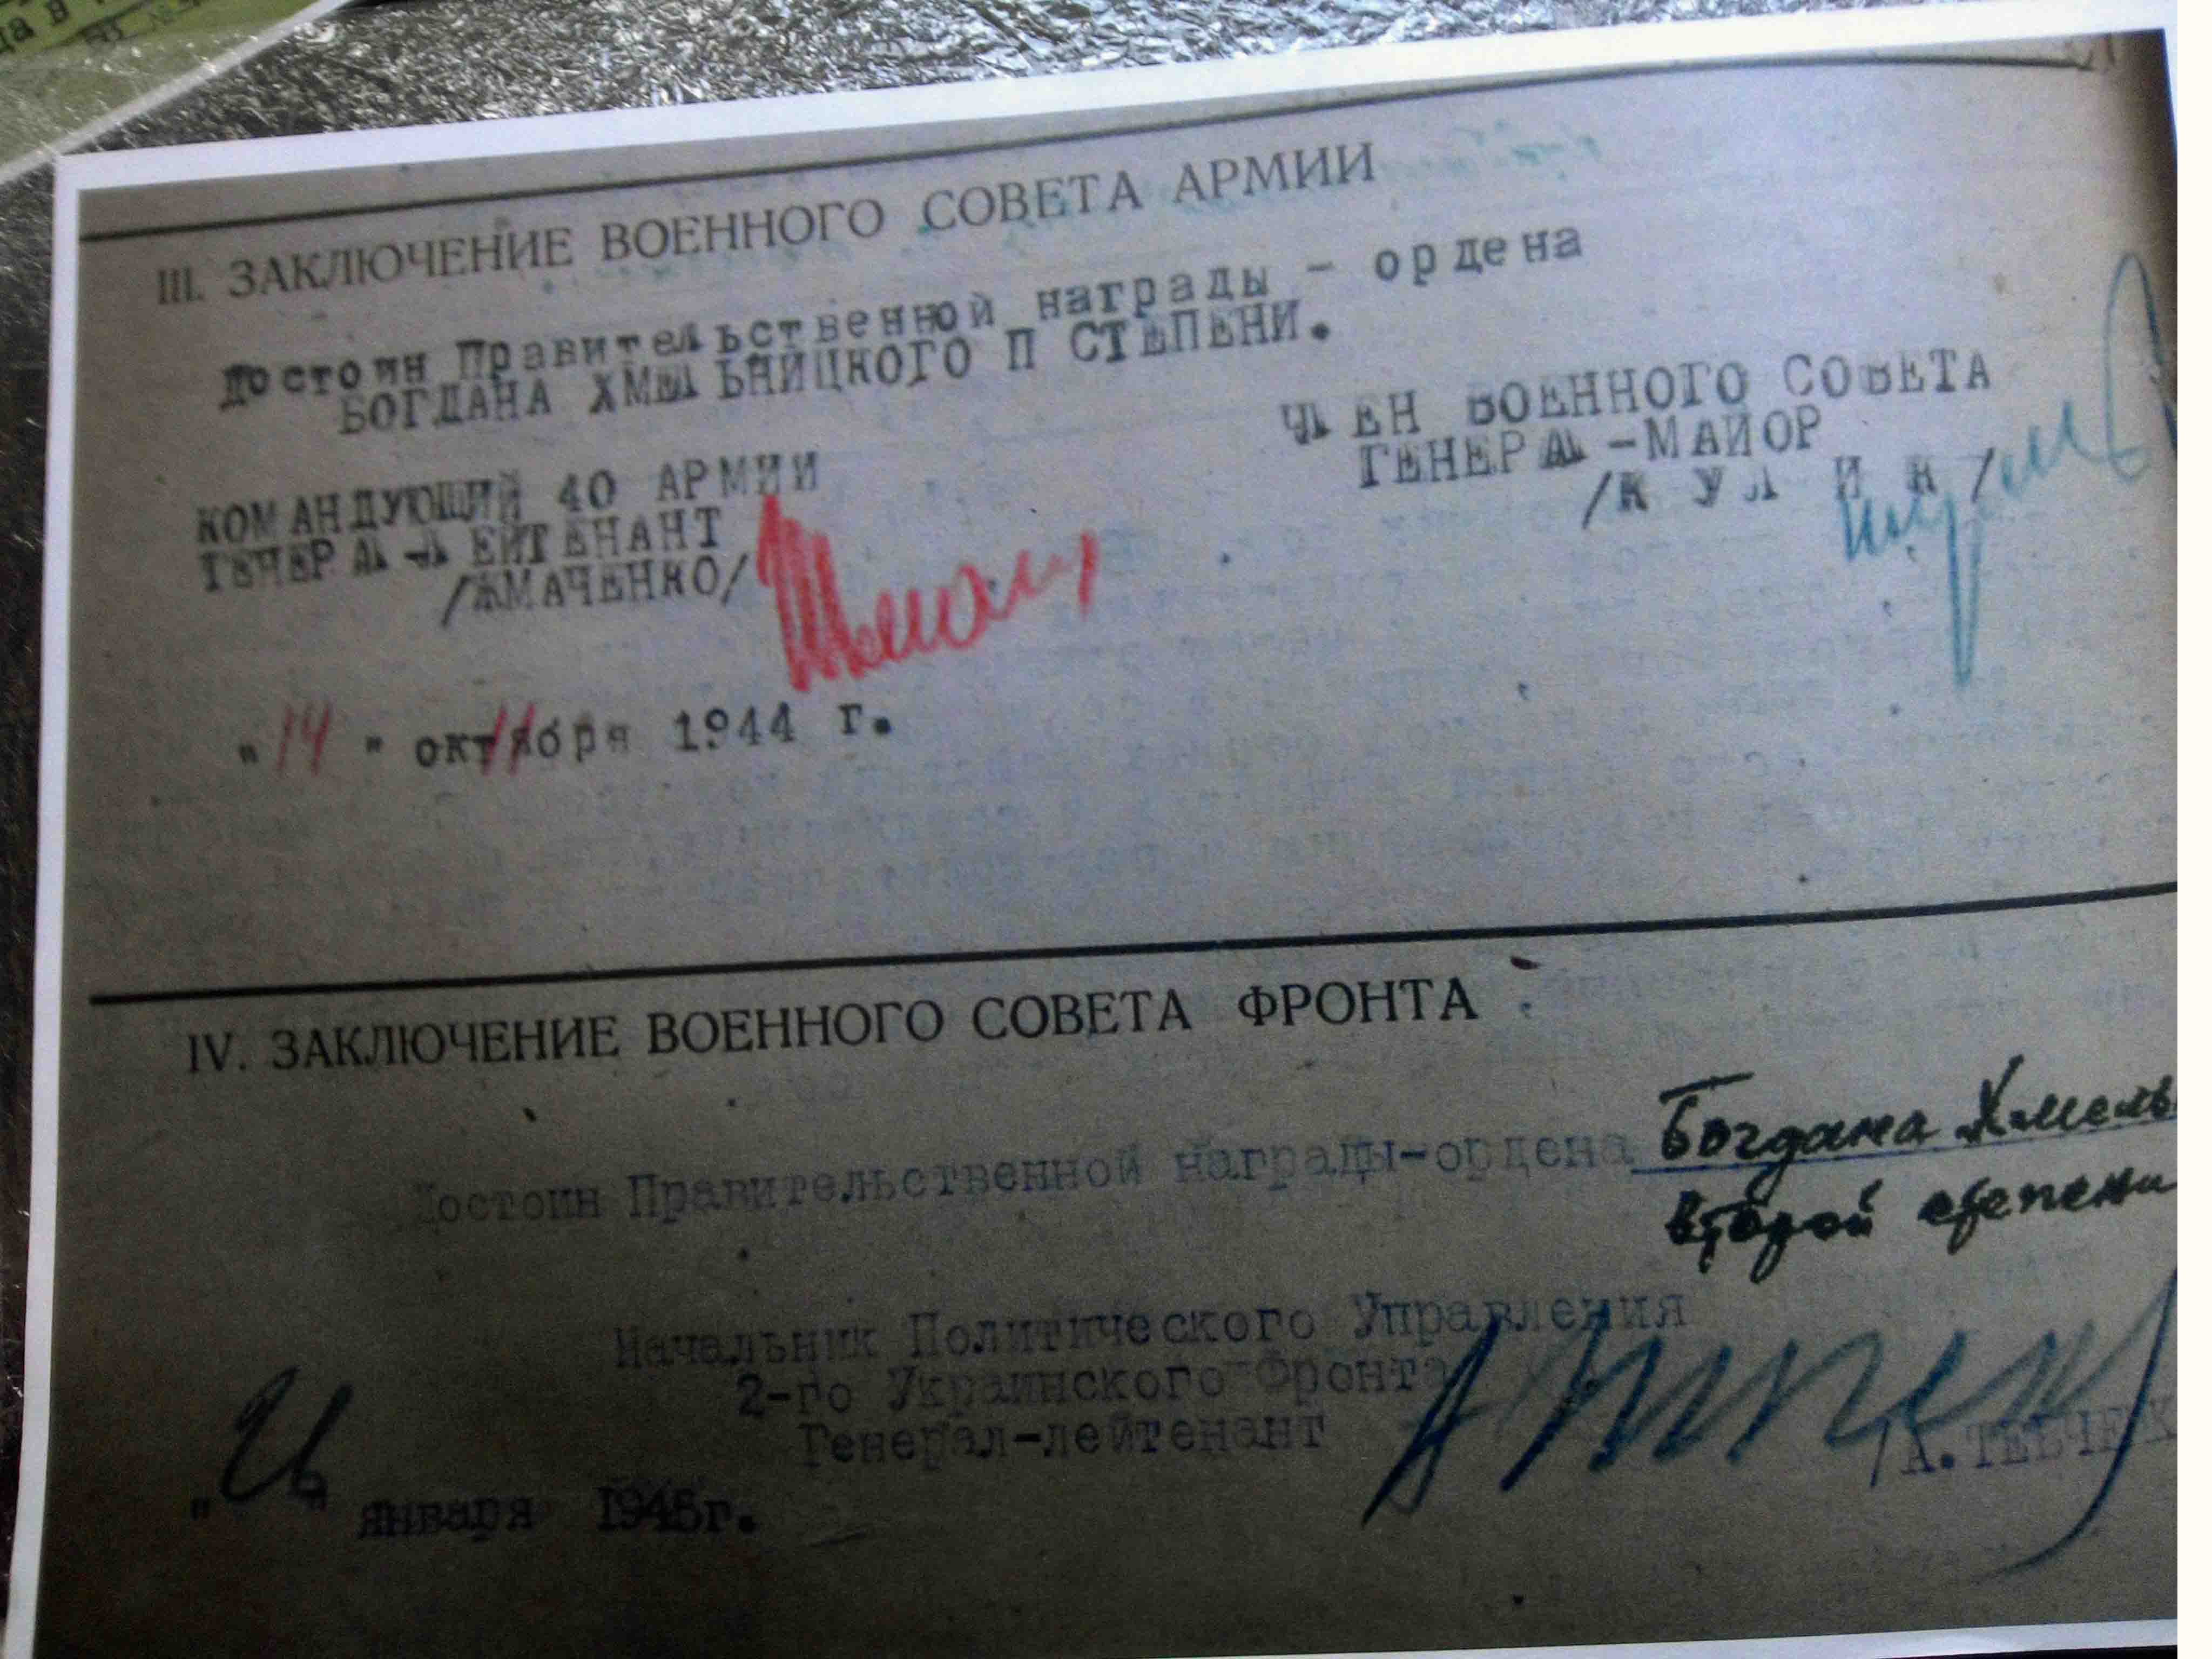 III. ЗАКЛЮЧЕНИЕ ВОЕННОГО СОВЕТА АРМИИ
Достоин Правительственной награды - ордена
БОГДАНА ХМЕЛЬНИЦКОГО П СТЕПЕНИ.
КОМАНДУЮЩИЙ 40 АРМИИ
ГЕНЕРАЛ-ЛЕЙТЕНАНТ
/ЖМАЧЕНКО/
ЧЛЕН ВОЕННОГО СОВЕТА
ГЕНЕРАЛ-МАЙОР
/К У Л И К /
"14" октября 1944 г.
11
IV. ЗАКЛЮЧЕНИЕ ВОЕННОГО СОВЕТА ФРОНТА
Достоин Правительственной награды-ордена Богдана Хмель
второй степени
Начальник Политического Управления
2-го Украинского Фронта
Генерал-лейтенант
/А. ТЕВЧЕНК
" " января 1945г.